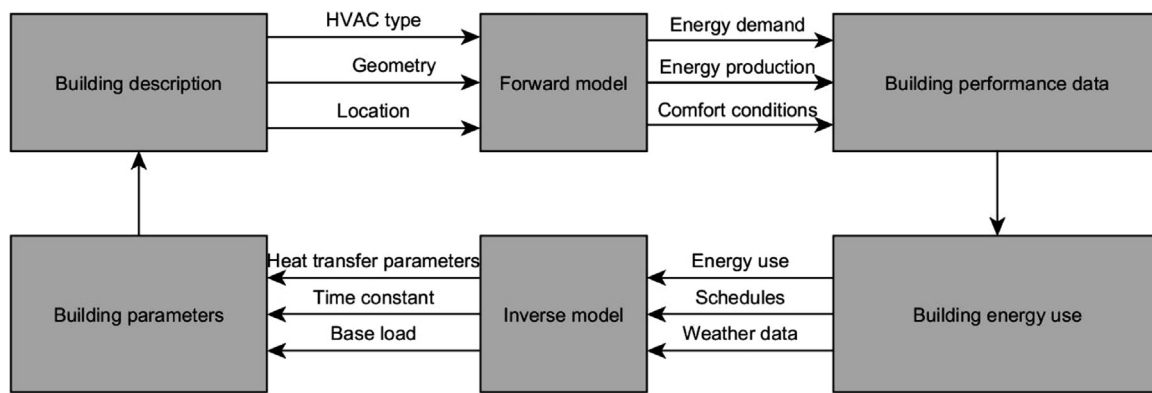 HVAC type
Geometry
Location
Building description
Forward model
Energy demand
Energy production
Comfort conditions
Building performance data
Heat transfer parameters
Time constant
Base load
Building parameters
Inverse model
Energy use
Schedules
Weather data
Building energy use